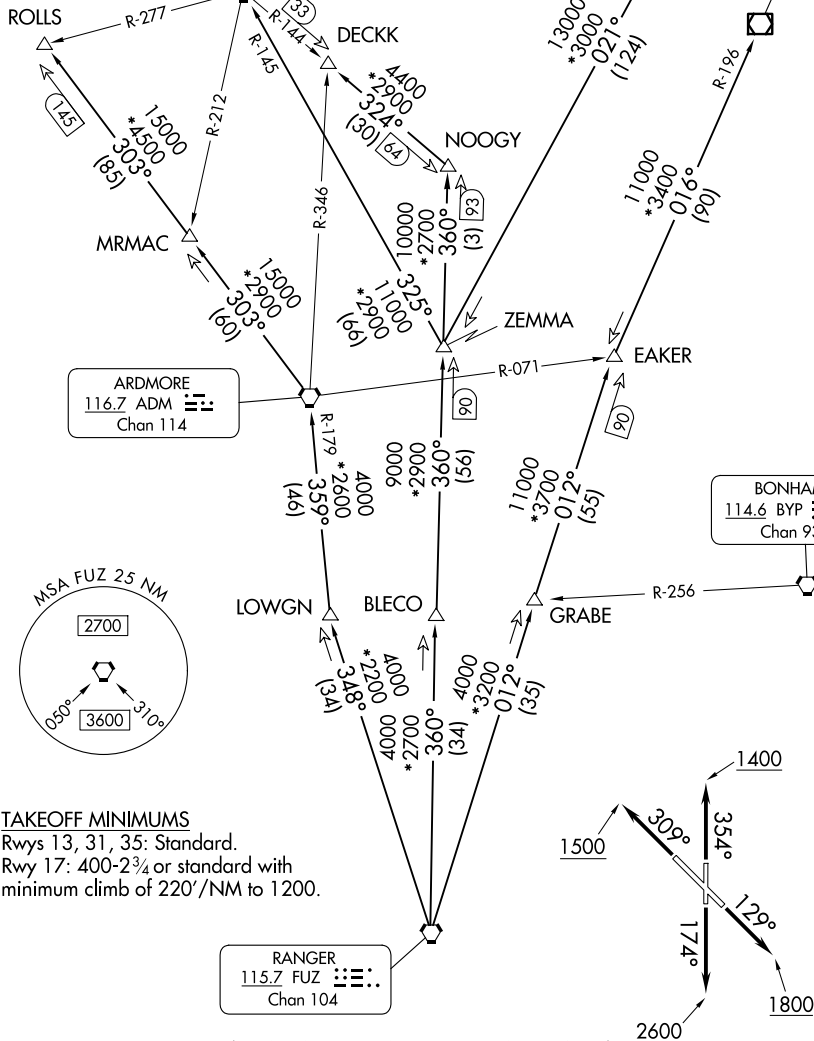 ROLLS
R-277
33
R-144
DECKK
R-145
13000
*3000
021°
(124)
R-196
145
15000
*4500
303°
(85)
R-212
4400
*2900
324°
(30)
64
NOOGY
93
R-346
11000
*3400
016°
(90)
MRMAC
10000
*2700
360°
(3)
15000
*2900
303°
(60)
325°
11000
*2900
(66)
ZEMMA
EAKER
R-071
ARDMORE
116.7 ADM
Chan 114
90
90
R-179
4000
*2600
359°
(46)
9000
*2900
360°
(56)
11000
*3700
012°
(55)
114.6 BYP
R-256
MSA FUZ 25 NM
2700
050°
3600
310°
LOWGN
BLECO
GRABE
4000
*2200
348°
(34)
4000
*2700
360°
(34)
4000
*3200
012°
(35)
TAKEOFF MINIMUMS
Rwys 13, 31, 35: Standard.
Rwy 17: 400-2¾ or standard with
minimum climb of 220'/NM to 1200.
1400
1500
309°
354°
129°
174°
1800
2600
RANGER
115.7 FUZ
Chan 104